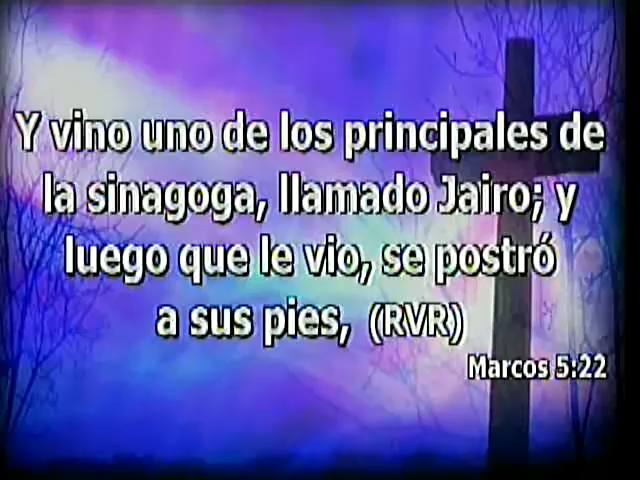 Y vino uno de los principales de
la sinagoga, llamado Jairo; y
luego que le vio, se postró
a sus pies, (RVR)
Marcos 5:22